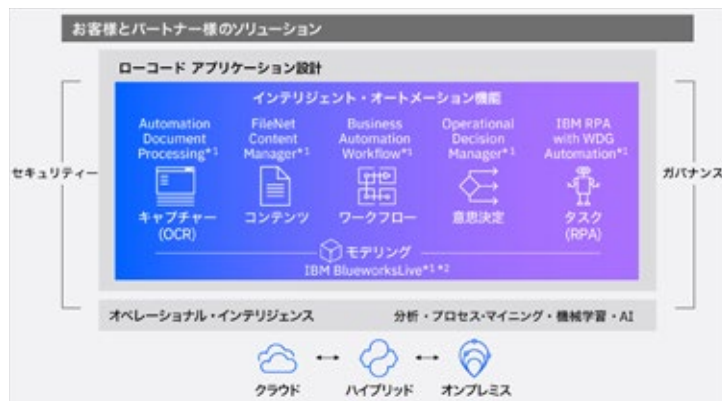 お客様とパートナー様のソリューション
ローコード アプリケーション設計
インテリジェント・オートメーション機能
Automation
Document
Processing*1
FileNet
Content
Manager*1
Business
Automation
Workflow*1
Operational
Decision
Manager*1
IBM RPA
with WDG
Automation*1
キャプチャー
(OCR)
コンテンツ
ワークフロー
意思決定
タスク
(RPA)
モデリング
IBM BlueworksLive*1 *2
セキュリティー
ガバナンス
オペレーショナル・インテリジェンス
分析・プロセス・マイニング・機械学習・AI
クラウド
ハイブリッド
オンプレミス